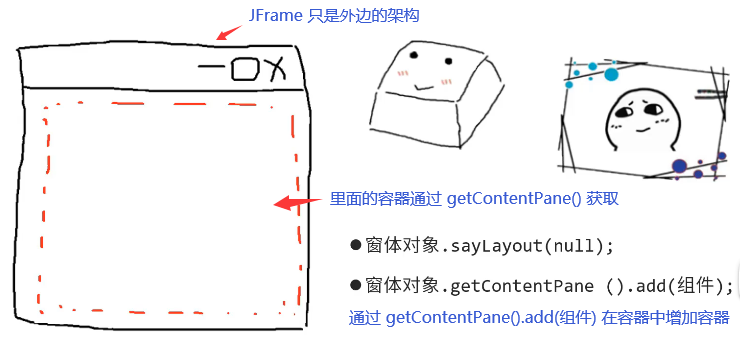 JFrame 只是外边的架构
里面的容器通过 getContentPane() 获取
●窗体对象.sayLayout(null);
●窗体对象.getContentPane ().add(组件);
通过 getContentPane().add(组件) 在容器中增加容器